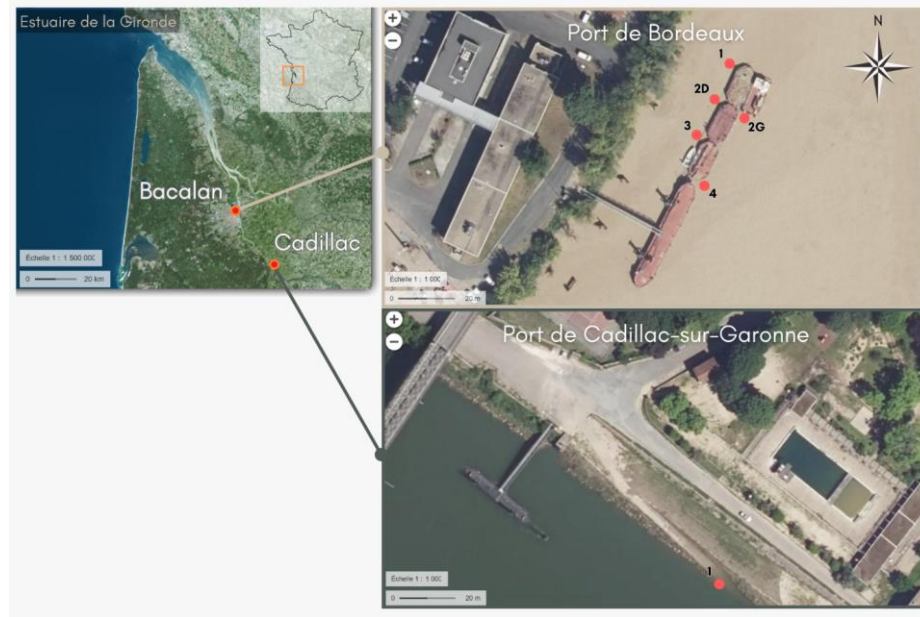 Estuaire de la Gironde
Bacalan
Cadillac
Échelle 1 : 1 500 000
0 20 km
+
−
Port de Bordeaux
N
1
2D
2G
3
4
Échelle 1 : 1 000
0 20 m
+
−
Port de Cadillac-sur-Garonne
1
Échelle 1 : 1 000
0 20 m